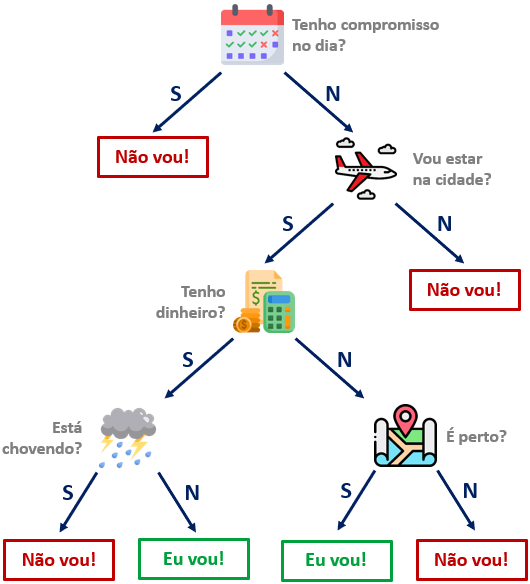 Tenho compromisso
no dia?
S
N
Não vou!
Vou estar
na cidade?
S
N
Tenho
dinheiro?
Não vou!
S
N
Está
chovendo?
É perto?
S
N
S
N
Não vou!
Eu vou!
Eu vou!
Não vou!